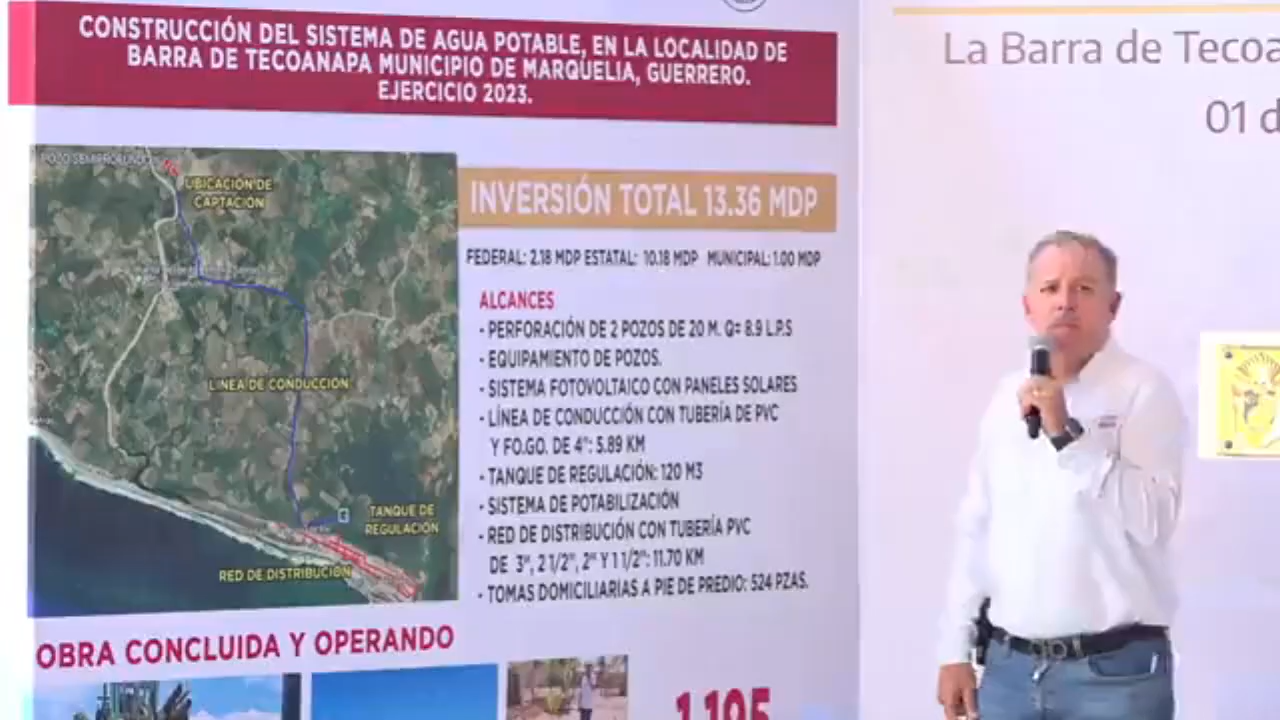 CONSTRUCCIÓN DEL SISTEMA DE AGUA POTABLE, EN LA LOCALIDAD DE
BARRA DE TECOANAPA MUNICIPIO DE MARQUELIA, GUERRERO.
EJERCICIO 2023.
POZO SEMIPROFUNDO
UBICACIÓN DE
CAPTACIÓN
LINEA DE CONDUCCIÓN
TANQUE DE
REGULACIÓN
RED DE DISTRIBUCIÓN
INVERSIÓN TOTAL 13.36 MDP
FEDERAL: 2.18 MDP ESTATAL: 10.18 MDP MUNICIPAL: 1.00 MDP
ALCANCES
- PERFORACIÓN DE 2 POZOS DE 20 M. Q= 8.9 L.P.S
- EQUIPAMIENTO DE POZOS.
- SISTEMA FOTOVOLTAICO CON PANELES SOLARES
- LÍNEA DE CONDUCCIÓN CON TUBERÍA DE PVC
Y FO.GO. DE 4": 5.89 KM
- TANQUE DE REGULACIÓN: 120 M3
- SISTEMA DE POTABILIZACIÓN
- RED DE DISTRIBUCIÓN CON TUBERÍA PVC
DE 3", 2 1/2", 2" Y 1 1/2": 11.70 KM
- TOMAS DOMICILIARIAS A PIE DE PREDIO: 524 PZAS.
OBRA CONCLUIDA Y OPERANDO
1,195
La Barra de Tecoa
01 d